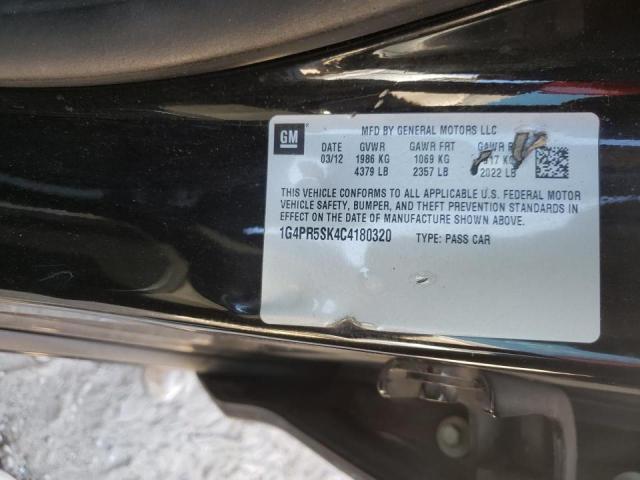 GM
MFD BY GENERAL MOTORS LLC
DATE GVWR GAWR FRT GAWR
03/12 1986 KG 1069 KG
4379 LB 2357 LB 2022 LB
THIS VEHICLE CONFORMS TO ALL APPLICABLE U.S. FEDERAL MOTOR
VEHICLE SAFETY, BUMPER, AND THEFT PREVENTION STANDARDS IN
EFFECT ON THE DATE OF MANUFACTURE SHOWN ABOVE.
1G4PR5SK4C4180320 TYPE: PASS CAR